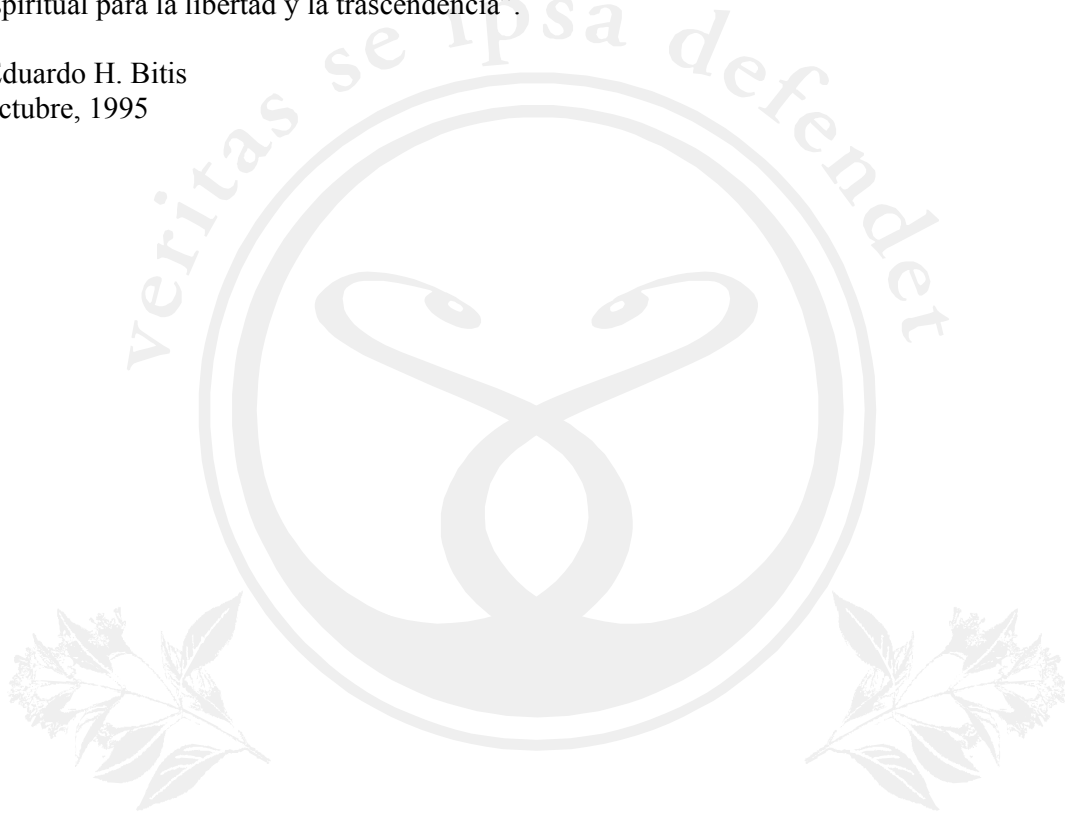 spiritual para la libertad y la trascendencia".
Eduardo H. Bitis
ctubre, 1995
veritas se ipsa defendet